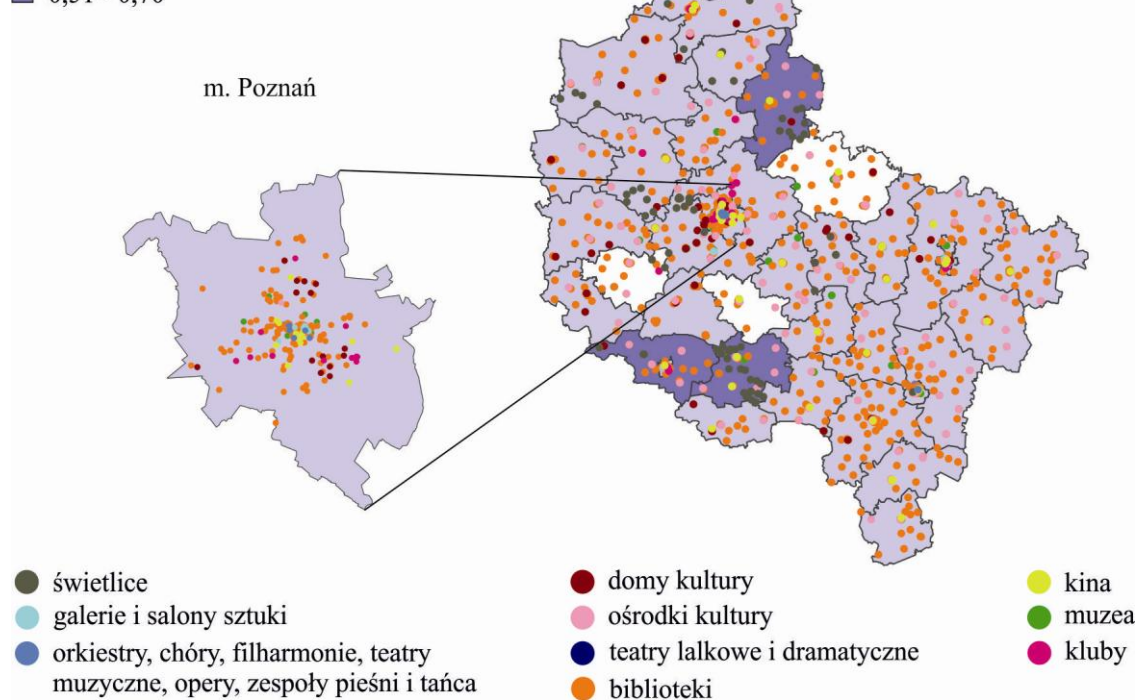 m. Poznań
świetlice
galerie i salony sztuki
orkiestry, chóry, filharmonie, teatry
muzyczne, opery, zespoły pieśni i tańca
domy kultury
ośrodki kultury
teatry lalkowe i dramatyczne
biblioteki
kina
muzea
kluby